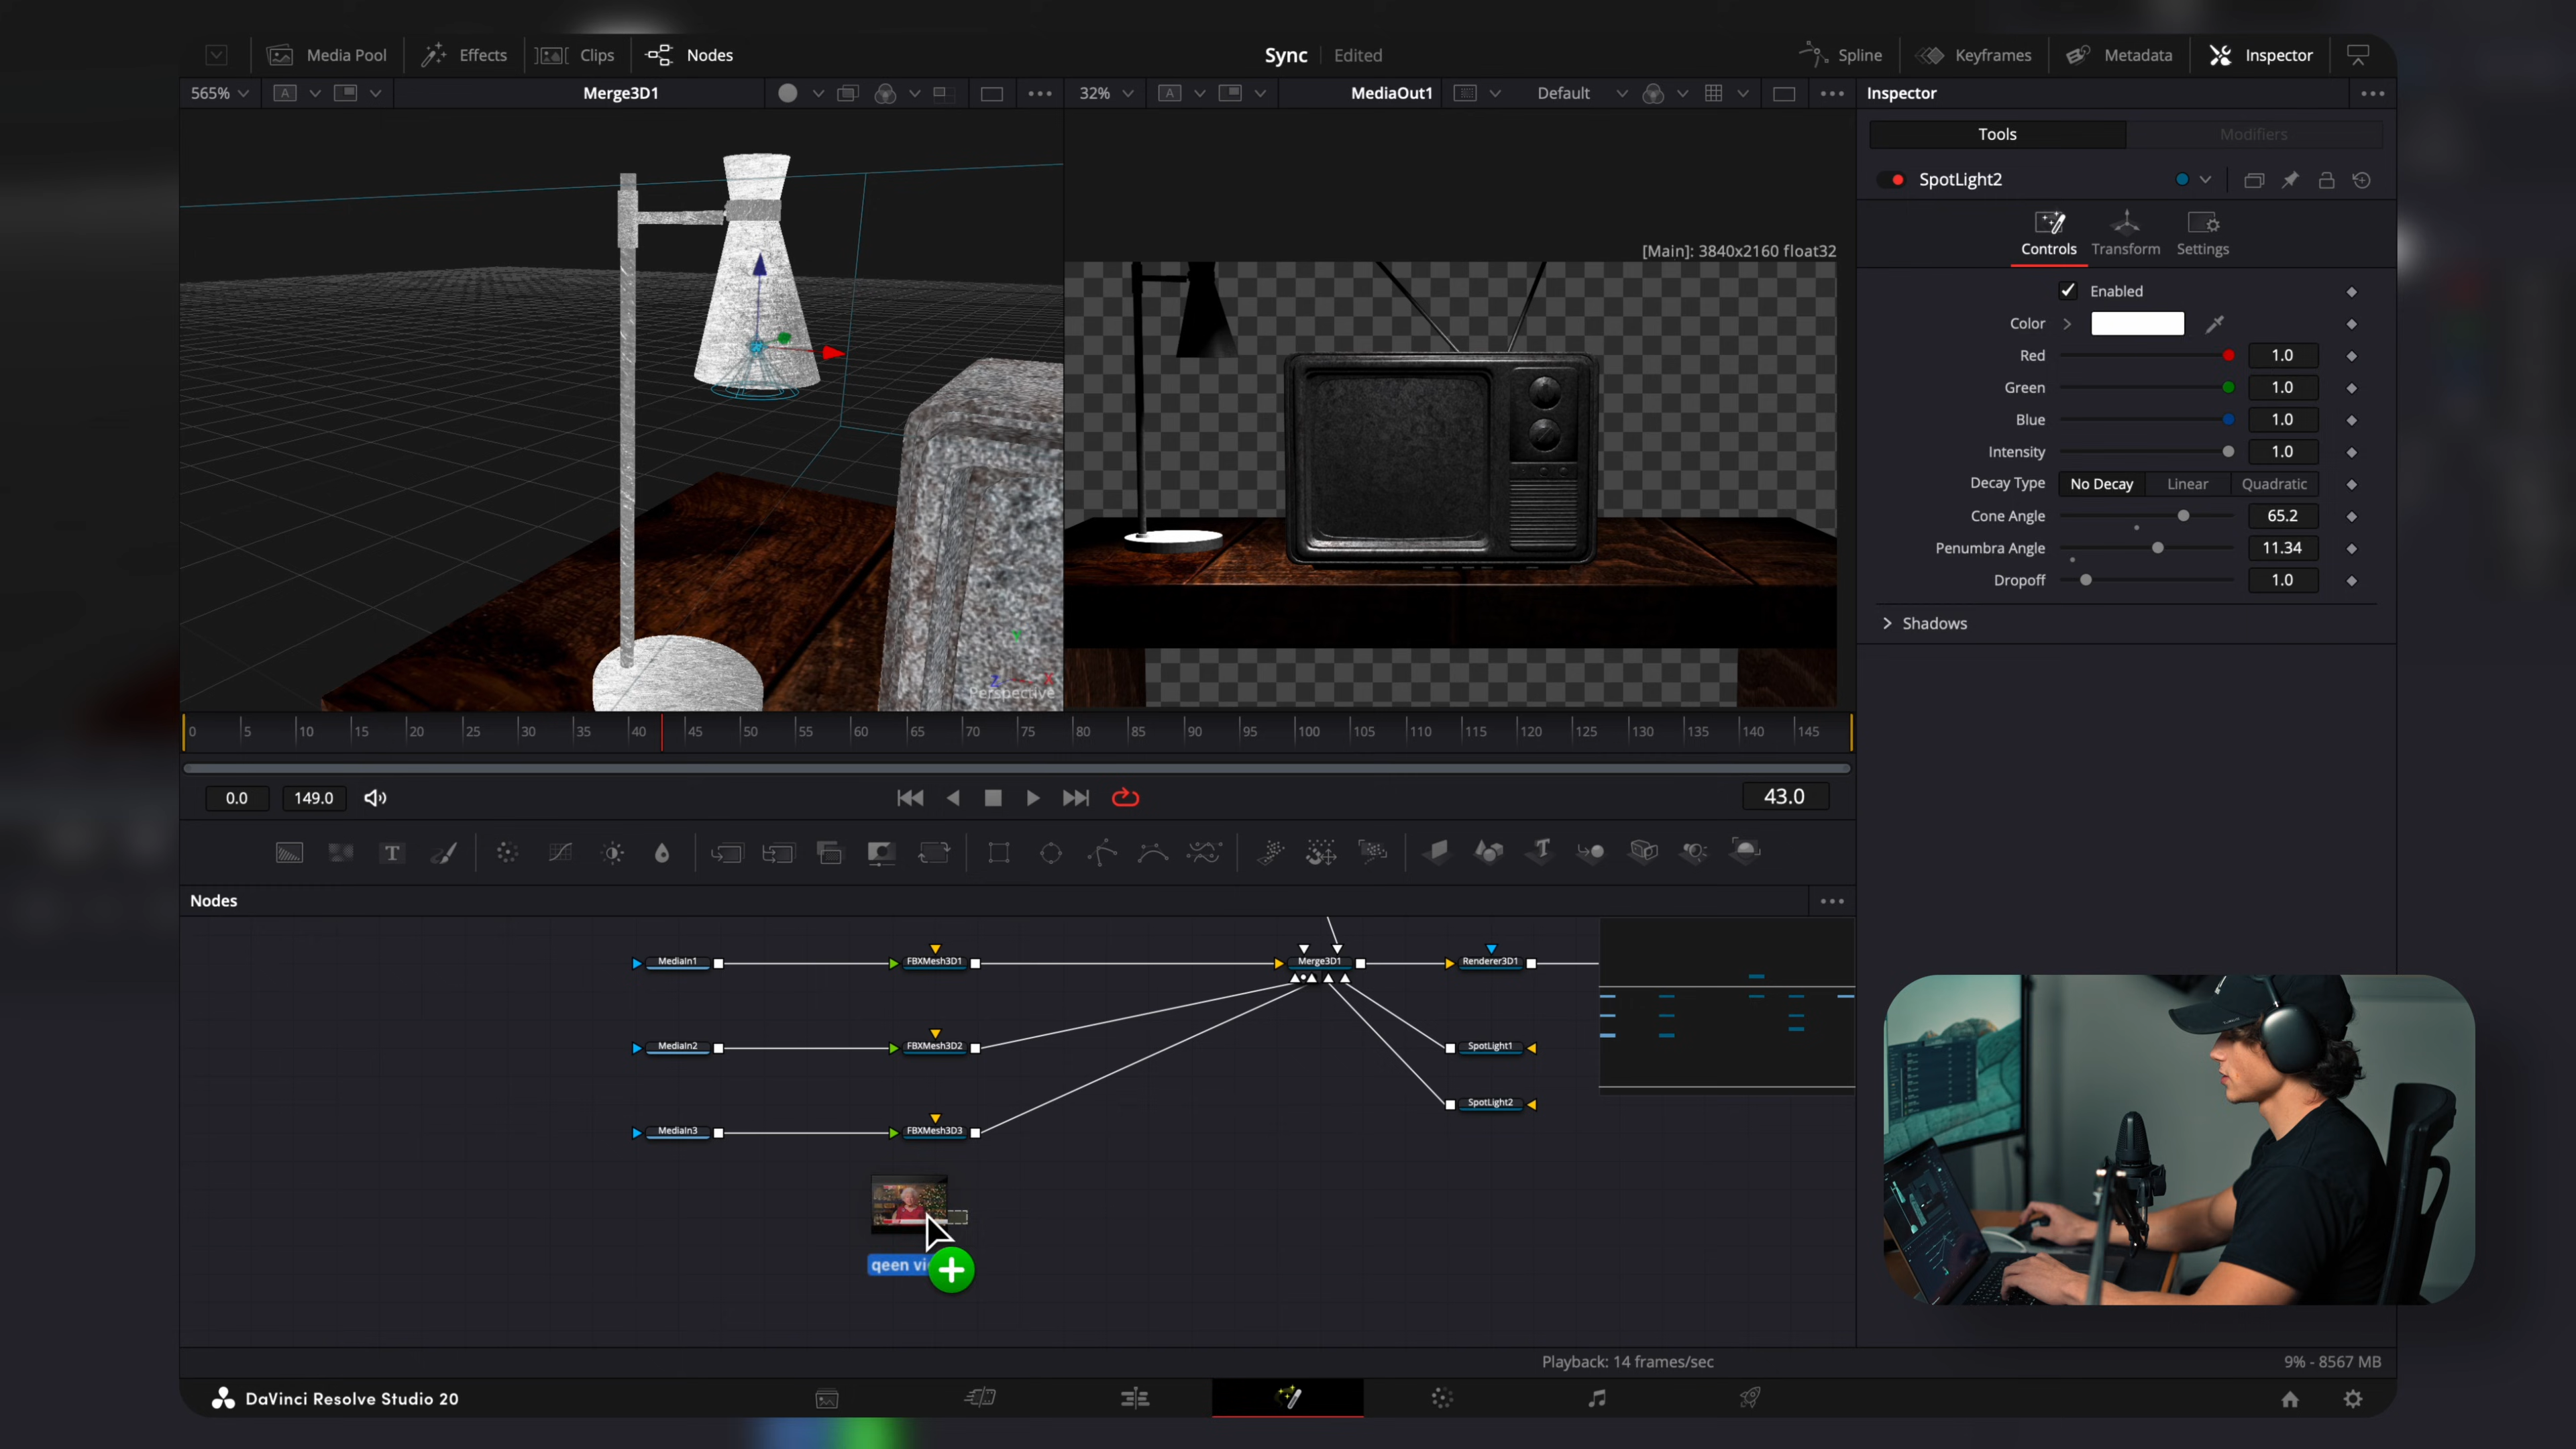 Media Pool Effects Clips Nodes Sync Edited Spline Keyframes Metadata Inspector
565% A Merge3D1 32% A MediaOut1 Default Inspector
Tools Modifiers
SpotLight2
Controls Transform Settings
[Main]: 3840x2160 float32
Enabled
Color
Red 1.0
Green 1.0
Blue 1.0
Intensity 1.0
Decay Type No Decay Linear Quadratic
Cone Angle 65.2
Penumbra Angle 11.34
Dropoff 1.0
Shadows
Y
Z X
Perspective
0 5 10 15 20 25 30 35 40 45 50 55 60 65 70 75 80 85 90 95 100 105 110 115 120 125 130 135 140 145
0.0 149.0 43.0
T T
Nodes
MediaIn1 FBXMesh3D1 Merge3D1 Renderer3D1
MediaIn2 FBXMesh3D2 SpotLight1
SpotLight2
MediaIn3 FBXMesh3D3
qeen vi
Playback: 14 frames/sec 9% - 8567 MB
DaVinci Resolve Studio 20